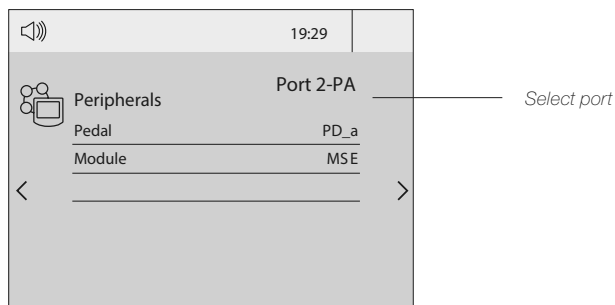 19:29
Port 2-PA
Select port
Peripherals
Pedal PD_a
Module MSE